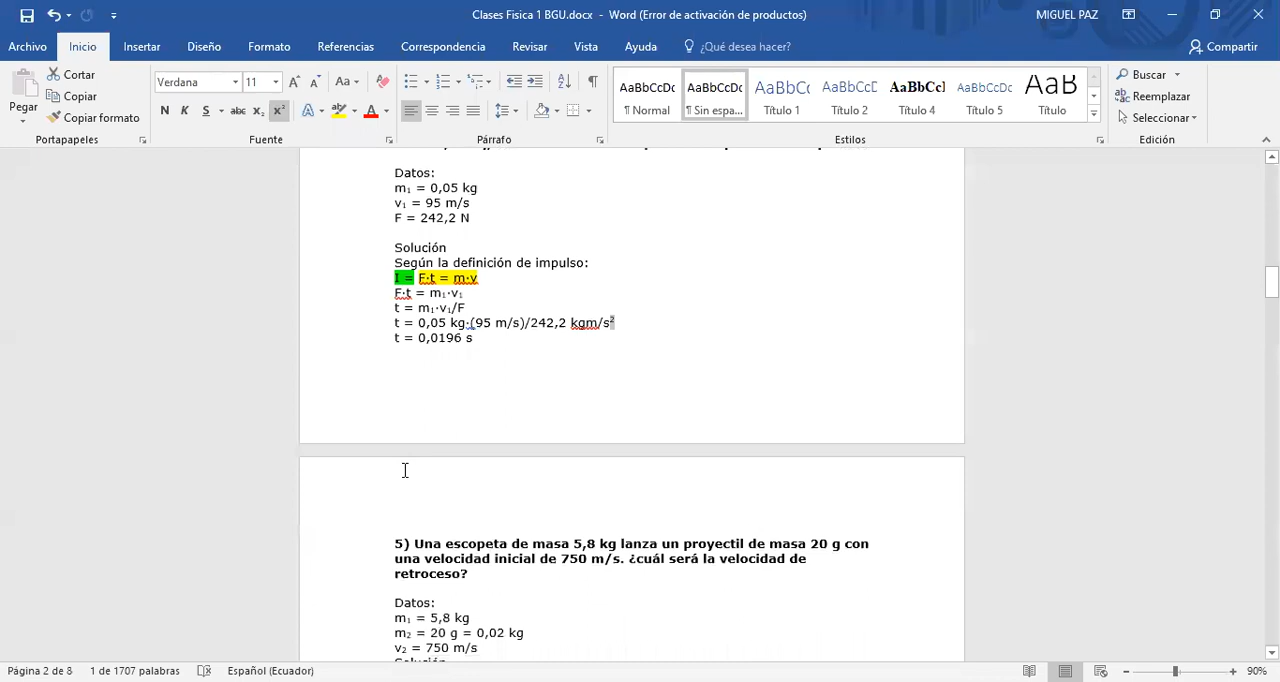 Clases Fisica 1 BGU.docx - Word (Error de activación de productos)
MIGUEL PAZ
Archivo Inicio Insertar Diseño Formato Referencias Correspondencia Revisar Vista Ayuda ¿Qué desea hacer? Compartir
Pegar
Cortar
Copiar
Copiar formato
Portapapeles
Verdana 11 Aa
N K S abc x₂ x² A A
Fuente
Párrafo
AaBbCcDc AaBbCcDc AaBbCc AaBbCcD AaBbCcI AaBbCcDc AaB
¶ Normal ¶ Sin espa... Título 1 Título 2 Título 4 Título 5 Título
Estilos
Buscar
Reemplazar
Seleccionar
Edición
Datos:
m₁ = 0,05 kg
v₁ = 95 m/s
F = 242,2 N
Solución
Según la definición de impulso:
I = F·t = m·v
F·t = m₁·v₁
t = m₁·v₁/F
t = 0,05 kg·(95 m/s)/242,2 kgm/s²
t = 0,0196 s
5) Una escopeta de masa 5,8 kg lanza un proyectil de masa 20 g con
una velocidad inicial de 750 m/s. ¿cuál será la velocidad de
retroceso?
Datos:
m₁ = 5,8 kg
m₂ = 20 g = 0,02 kg
v₂ = 750 m/s
Página 2 de 8 1 de 1707 palabras Español (Ecuador) 90%